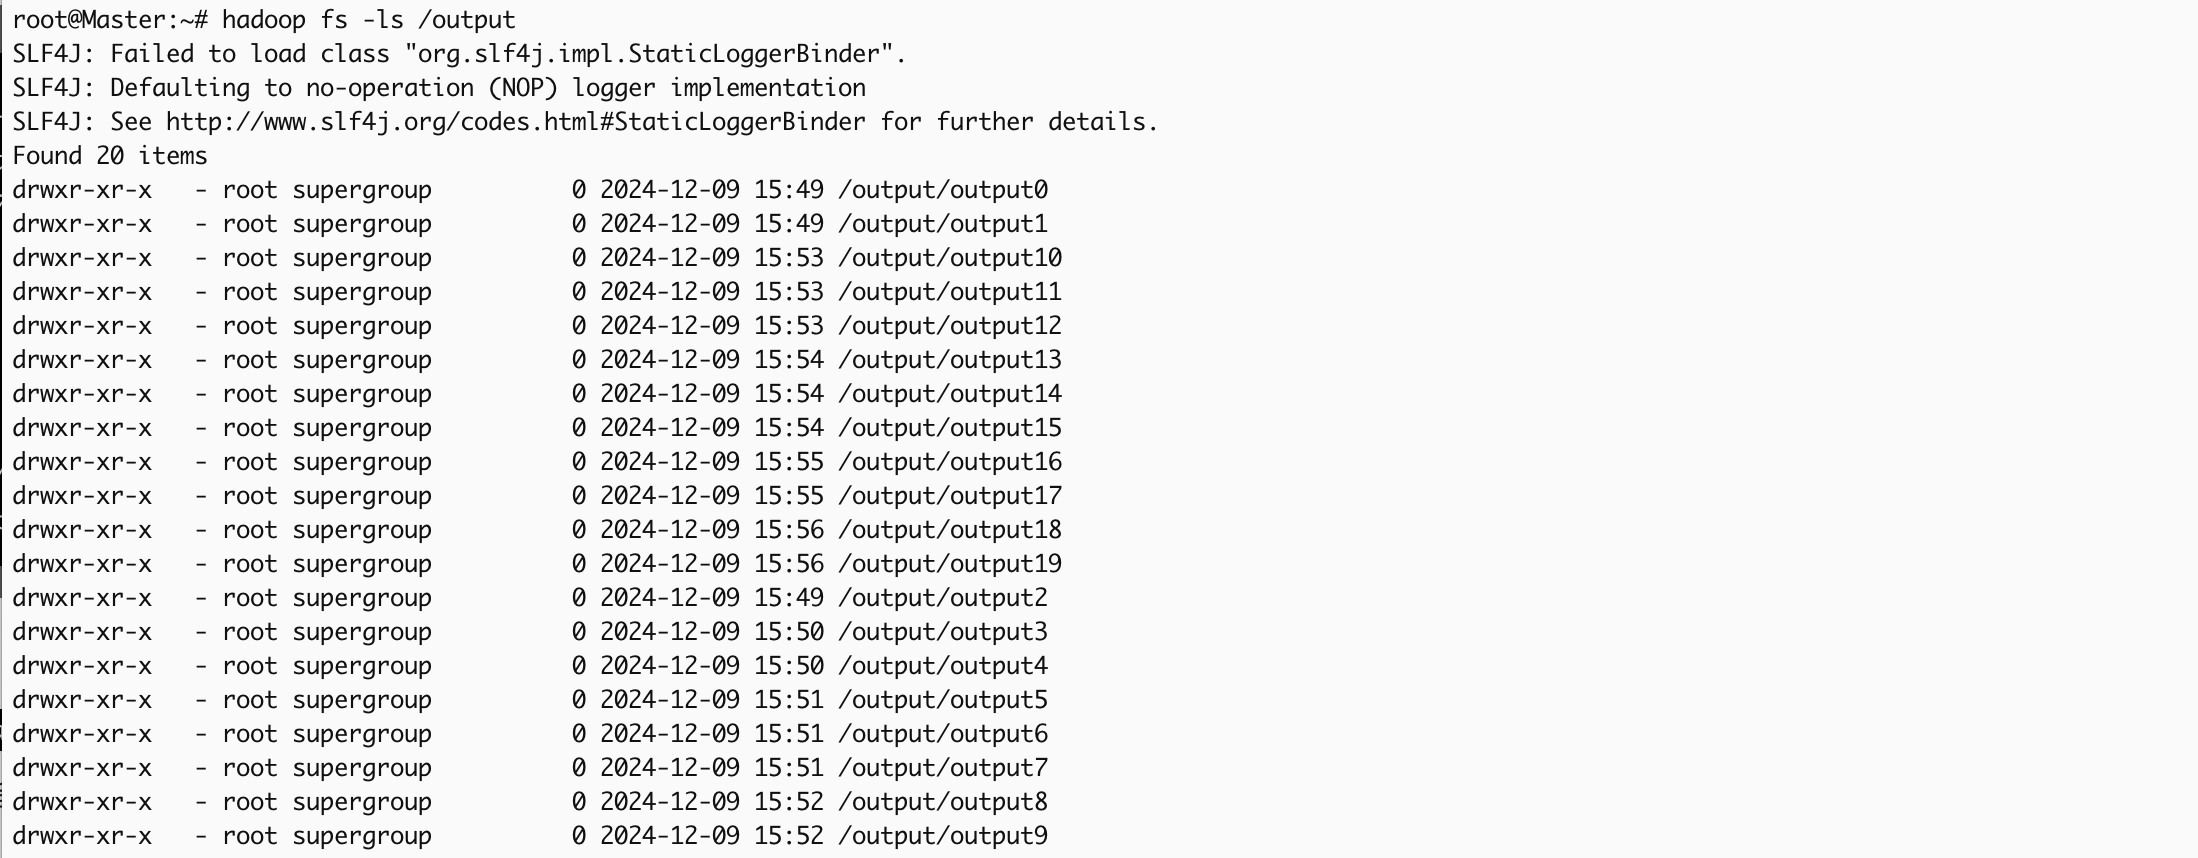 root@Master:~# hadoop fs -ls /output
SLF4J: Failed to load class "org.slf4j.impl.StaticLoggerBinder".
SLF4J: Defaulting to no-operation (NOP) logger implementation
SLF4J: See http://www.slf4j.org/codes.html#StaticLoggerBinder for further details.
Found 20 items
drwxr-xr-x   - root supergroup          0 2024-12-09 15:49 /output/output0
drwxr-xr-x   - root supergroup          0 2024-12-09 15:49 /output/output1
drwxr-xr-x   - root supergroup          0 2024-12-09 15:53 /output/output10
drwxr-xr-x   - root supergroup          0 2024-12-09 15:53 /output/output11
drwxr-xr-x   - root supergroup          0 2024-12-09 15:53 /output/output12
drwxr-xr-x   - root supergroup          0 2024-12-09 15:54 /output/output13
drwxr-xr-x   - root supergroup          0 2024-12-09 15:54 /output/output14
drwxr-xr-x   - root supergroup          0 2024-12-09 15:54 /output/output15
drwxr-xr-x   - root supergroup          0 2024-12-09 15:55 /output/output16
drwxr-xr-x   - root supergroup          0 2024-12-09 15:55 /output/output17
drwxr-xr-x   - root supergroup          0 2024-12-09 15:56 /output/output18
drwxr-xr-x   - root supergroup          0 2024-12-09 15:56 /output/output19
drwxr-xr-x   - root supergroup          0 2024-12-09 15:49 /output/output2
drwxr-xr-x   - root supergroup          0 2024-12-09 15:50 /output/output3
drwxr-xr-x   - root supergroup          0 2024-12-09 15:50 /output/output4
drwxr-xr-x   - root supergroup          0 2024-12-09 15:51 /output/output5
drwxr-xr-x   - root supergroup          0 2024-12-09 15:51 /output/output6
drwxr-xr-x   - root supergroup          0 2024-12-09 15:51 /output/output7
drwxr-xr-x   - root supergroup          0 2024-12-09 15:52 /output/output8
drwxr-xr-x   - root supergroup          0 2024-12-09 15:52 /output/output9